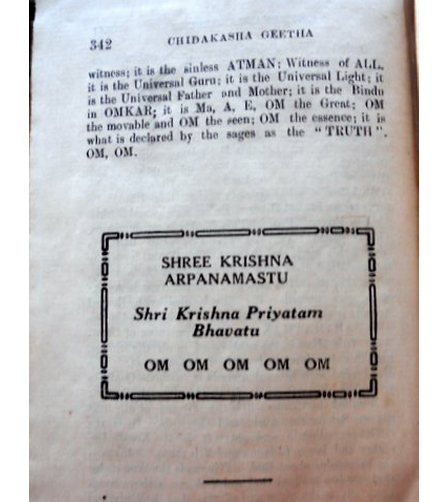 342 CHIDAKASHA GEETHA
witness; it is the sinless ATMAN; Witness of ALL,
it is the Universal Guru; it is the Universal Light; it
is the Universal Father and Mother; it is the Bindu
in OMKAR; it is Ma, A, E, OM the Great; OM
the movable and OM the seen; OM the essence; it is
what is declared by the sages as the "TRUTH".
OM, OM.
SHREE KRISHNA
ARPANAMASTU
Shri Krishna Priyatam
Bhavatu
OM OM OM OM OM